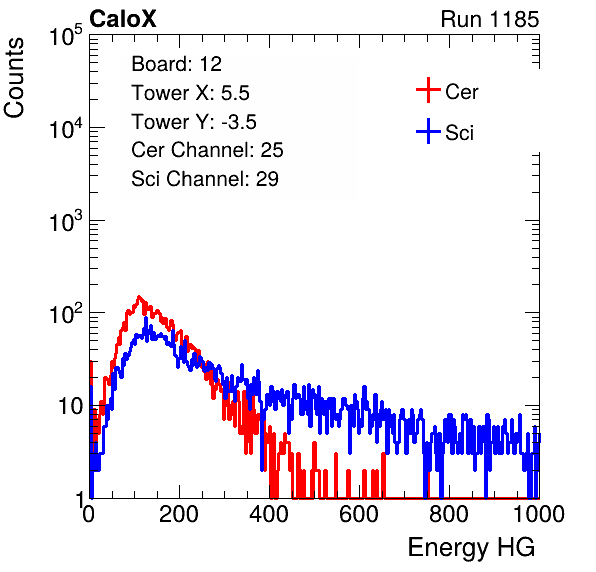 CaloX Run 1185
Counts
10^5
10^4
10^3
10^2
10
1
Board: 12
Tower X: 5.5
Tower Y: -3.5
Cer Channel: 25
Sci Channel: 29
Cer
Sci
0 200 400 600 800 1000
Energy HG